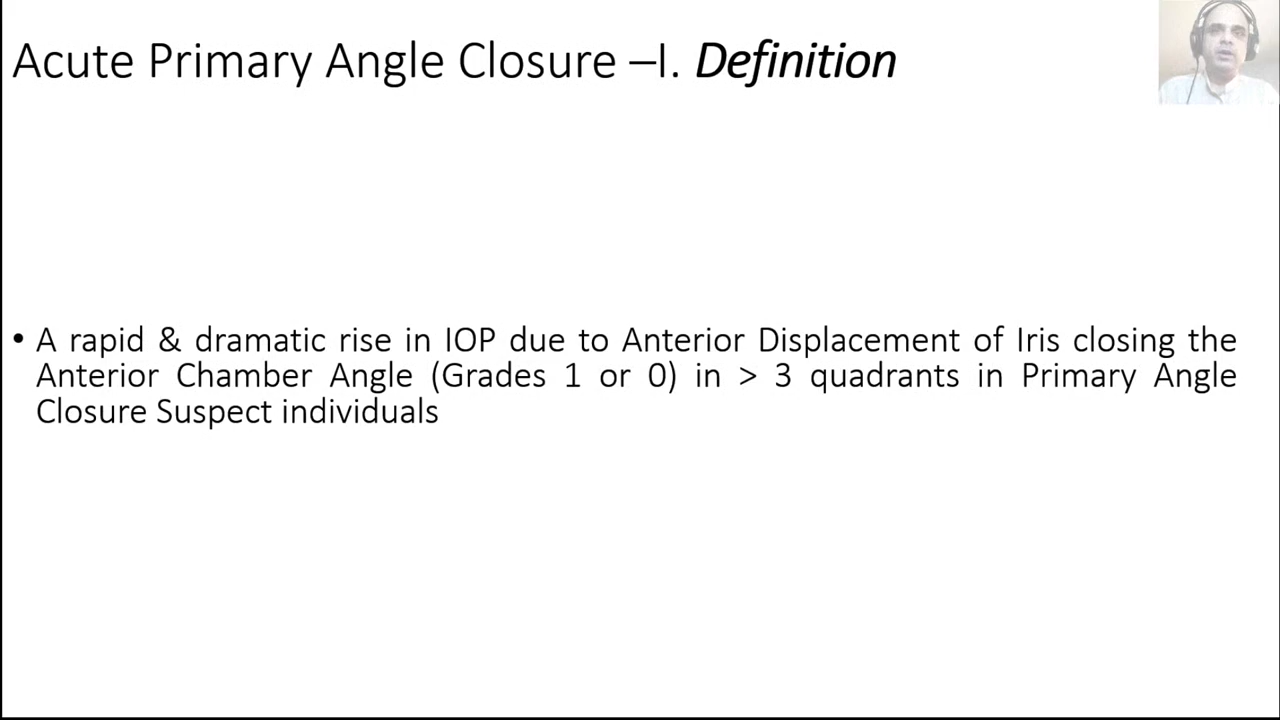 Acute Primary Angle Closure –I. Definition
• A rapid & dramatic rise in IOP due to Anterior Displacement of Iris closing the
Anterior Chamber Angle (Grades 1 or 0) in > 3 quadrants in Primary Angle
Closure Suspect individuals